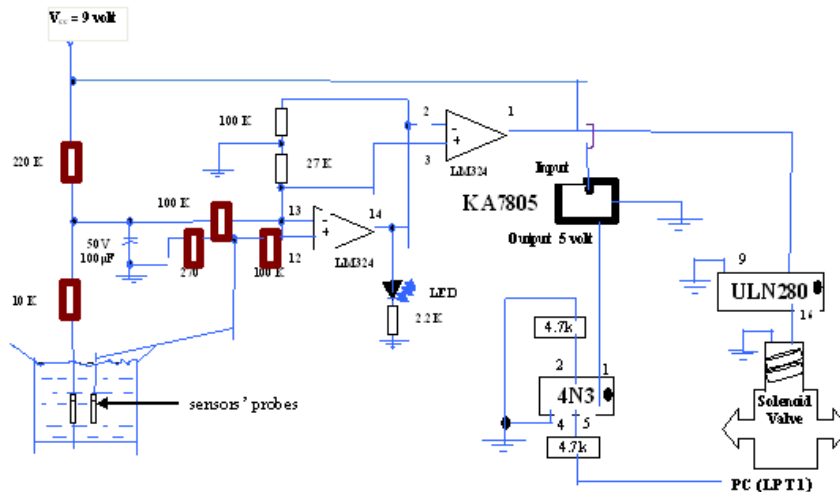 Vcc = 9 volt
100 K
2
1
-
+
3
LM324
27 K
220 K
Input
KA7805
100 K
13
14
-
+
12
50 V
100 µF
270
100 K
LM324
Output 5 volt
9
ULN280
16
10 K
LED
2.2 K
4.7k
2
1
4N3
4
5
4.7k
Solenoid
Valve
sensors' probes
PC (LPT1)